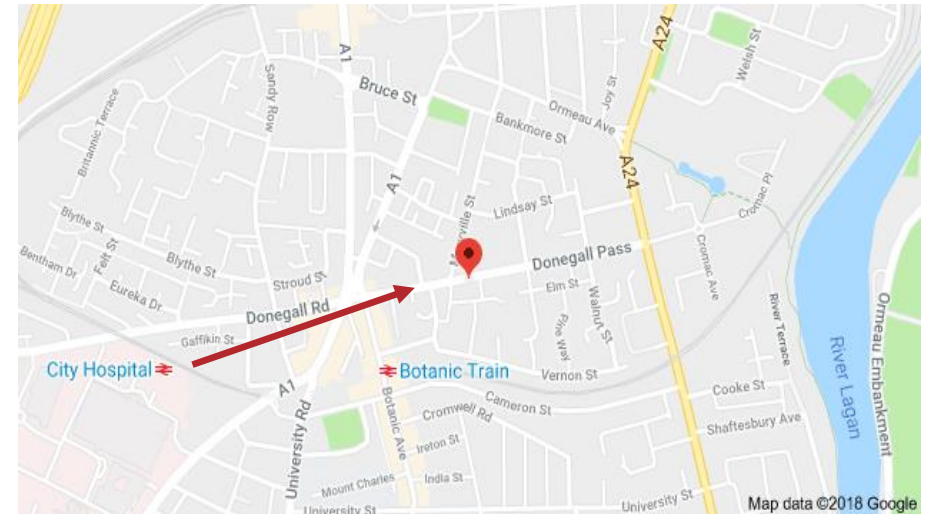 A24
Welsh St
A1
Sandy Row
Bruce St
Joy St
Ormeau Ave
Britannic Terrace
Bankmore St
A24
A1
Cromac Pl
Lindsay St
Blythe St
Felt St
Blythe St
Donegall Pass
Cromac Ave
Bentham Dr
Stroud St
Elm St
Eureka Dr
Walnut St
River Terrace
Ormeau Embankment
Donegall Rd
Gaffikin St
Pine Way
River Lagan
City Hospital
Botanic Train
Vernon St
A1
Botanic Ave
Cooke St
Cameron St
University Rd
Cromwell Rd
Shaftesbury Ave
Ireton St
Mount Charles
India St
University St
University St
Map data ©2018 Google